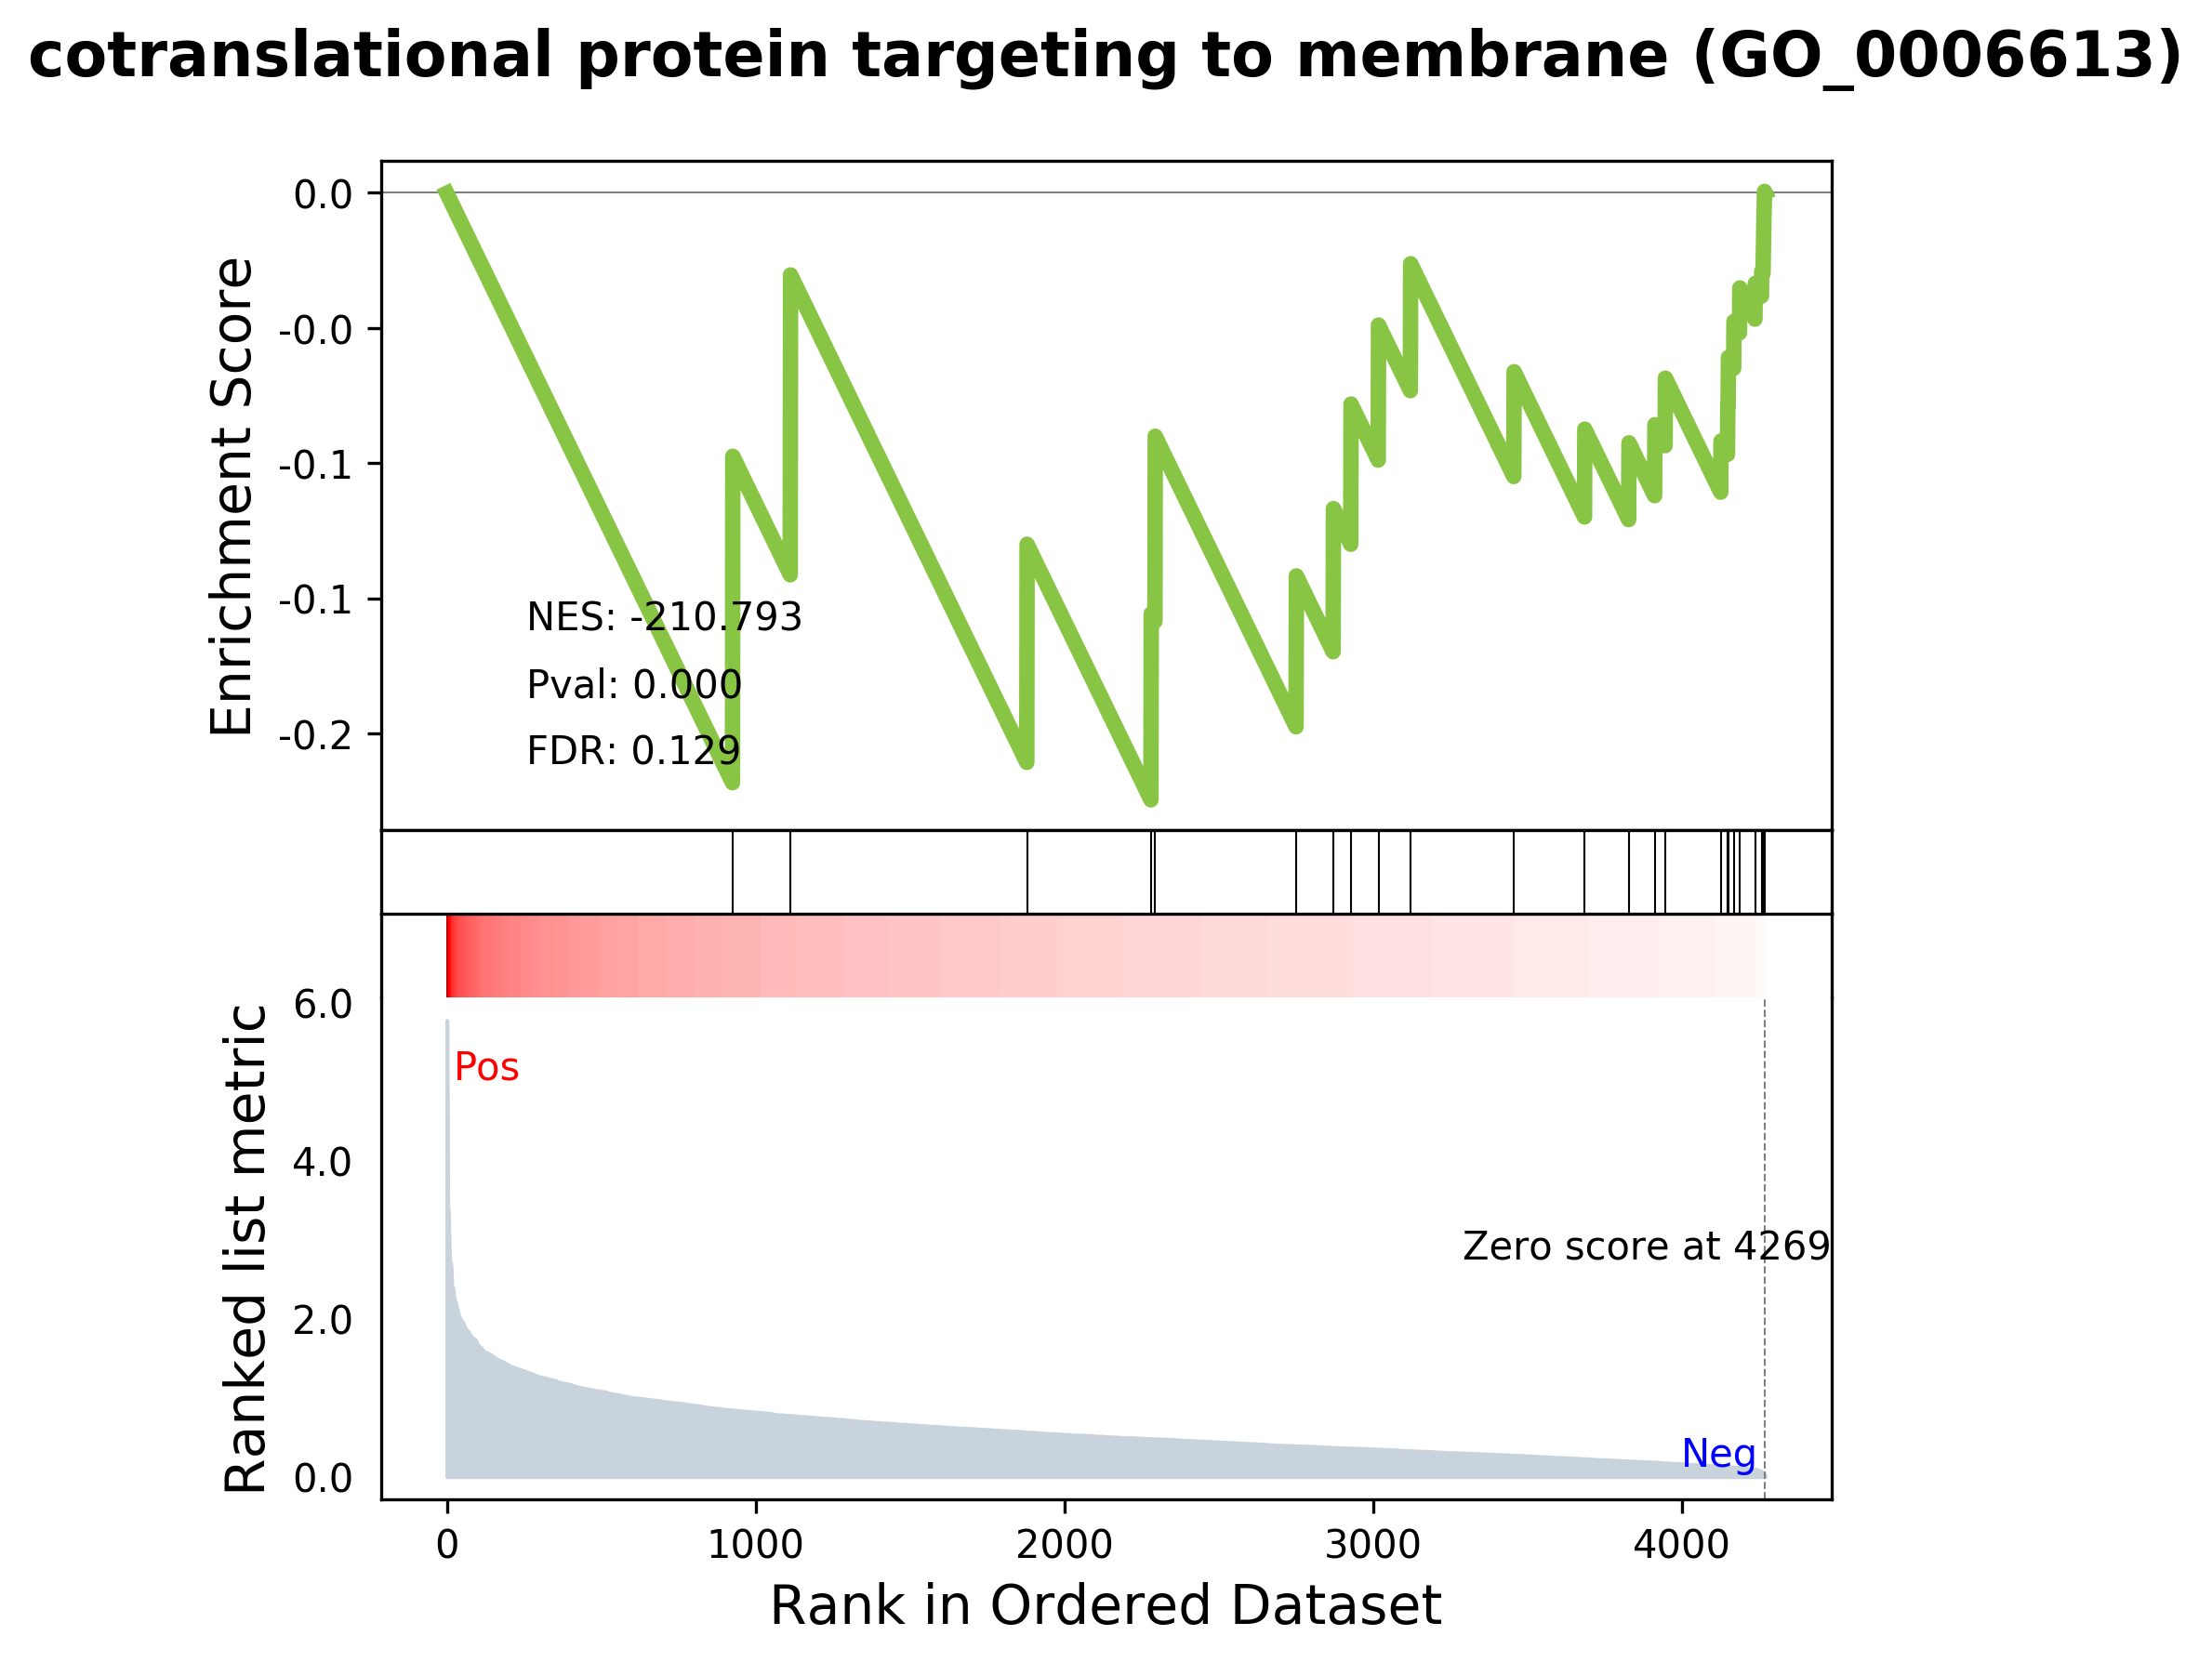 cotranslational protein targeting to membrane (GO_0006613)
Enrichment Score
0.0
-0.0
-0.1
-0.1
-0.2
NES: -210.793
Pval: 0.000
FDR: 0.129
Ranked list metric
6.0
4.0
2.0
0.0
Pos
Zero score at 4269
Neg
0 1000 2000 3000 4000
Rank in Ordered Dataset